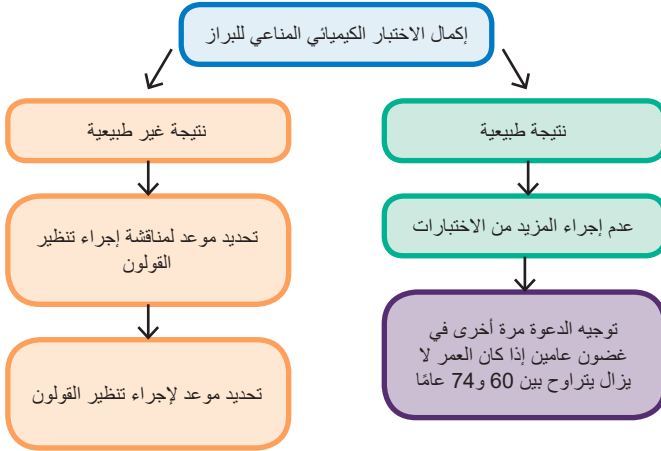 إكمال الاختبار الكيميائي المناعي للبراز
نتيجة طبيعية
نتيجة غير طبيعية
عدم إجراء المزيد من الاختبارات
تحديد موعد لمناقشة إجراء تنظير
القولون
توجيه الدعوة مرة أخرى في
غضون عامين إذا كان العمر لا
يزال يتراوح بين 60 و74 عامًا
تحديد موعد لإجراء تنظير القولون